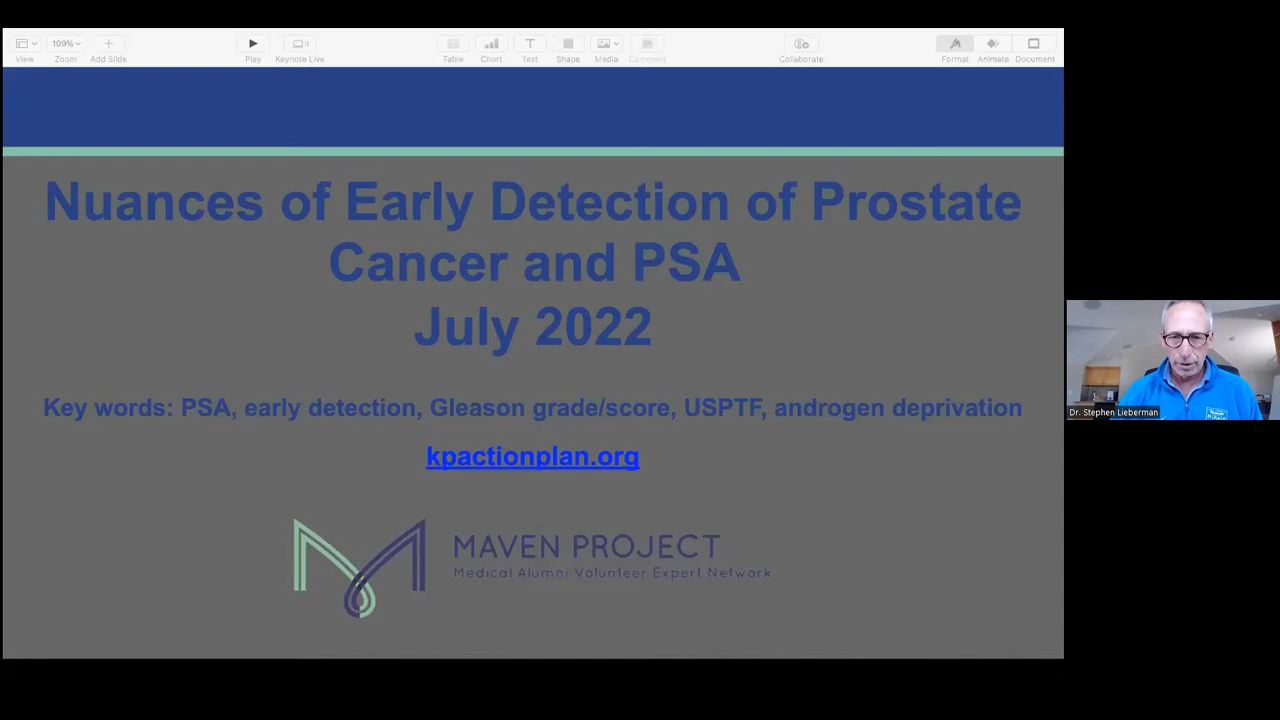 View
109%
Zoom
Add Slide
Play
Keynote Live
Table
Chart
Text
Shape
Media
Comment
Collaborate
Format
Animate
Document
Nuances of Early Detection of Prostate
Cancer and PSA
July 2022
Key words: PSA, early detection, Gleason grade/score, USPTF, androgen deprivation
kpactionplan.org
MAVEN PROJECT
Medical Alumni Volunteer Expert Network
Dr. Stephen Lieberman